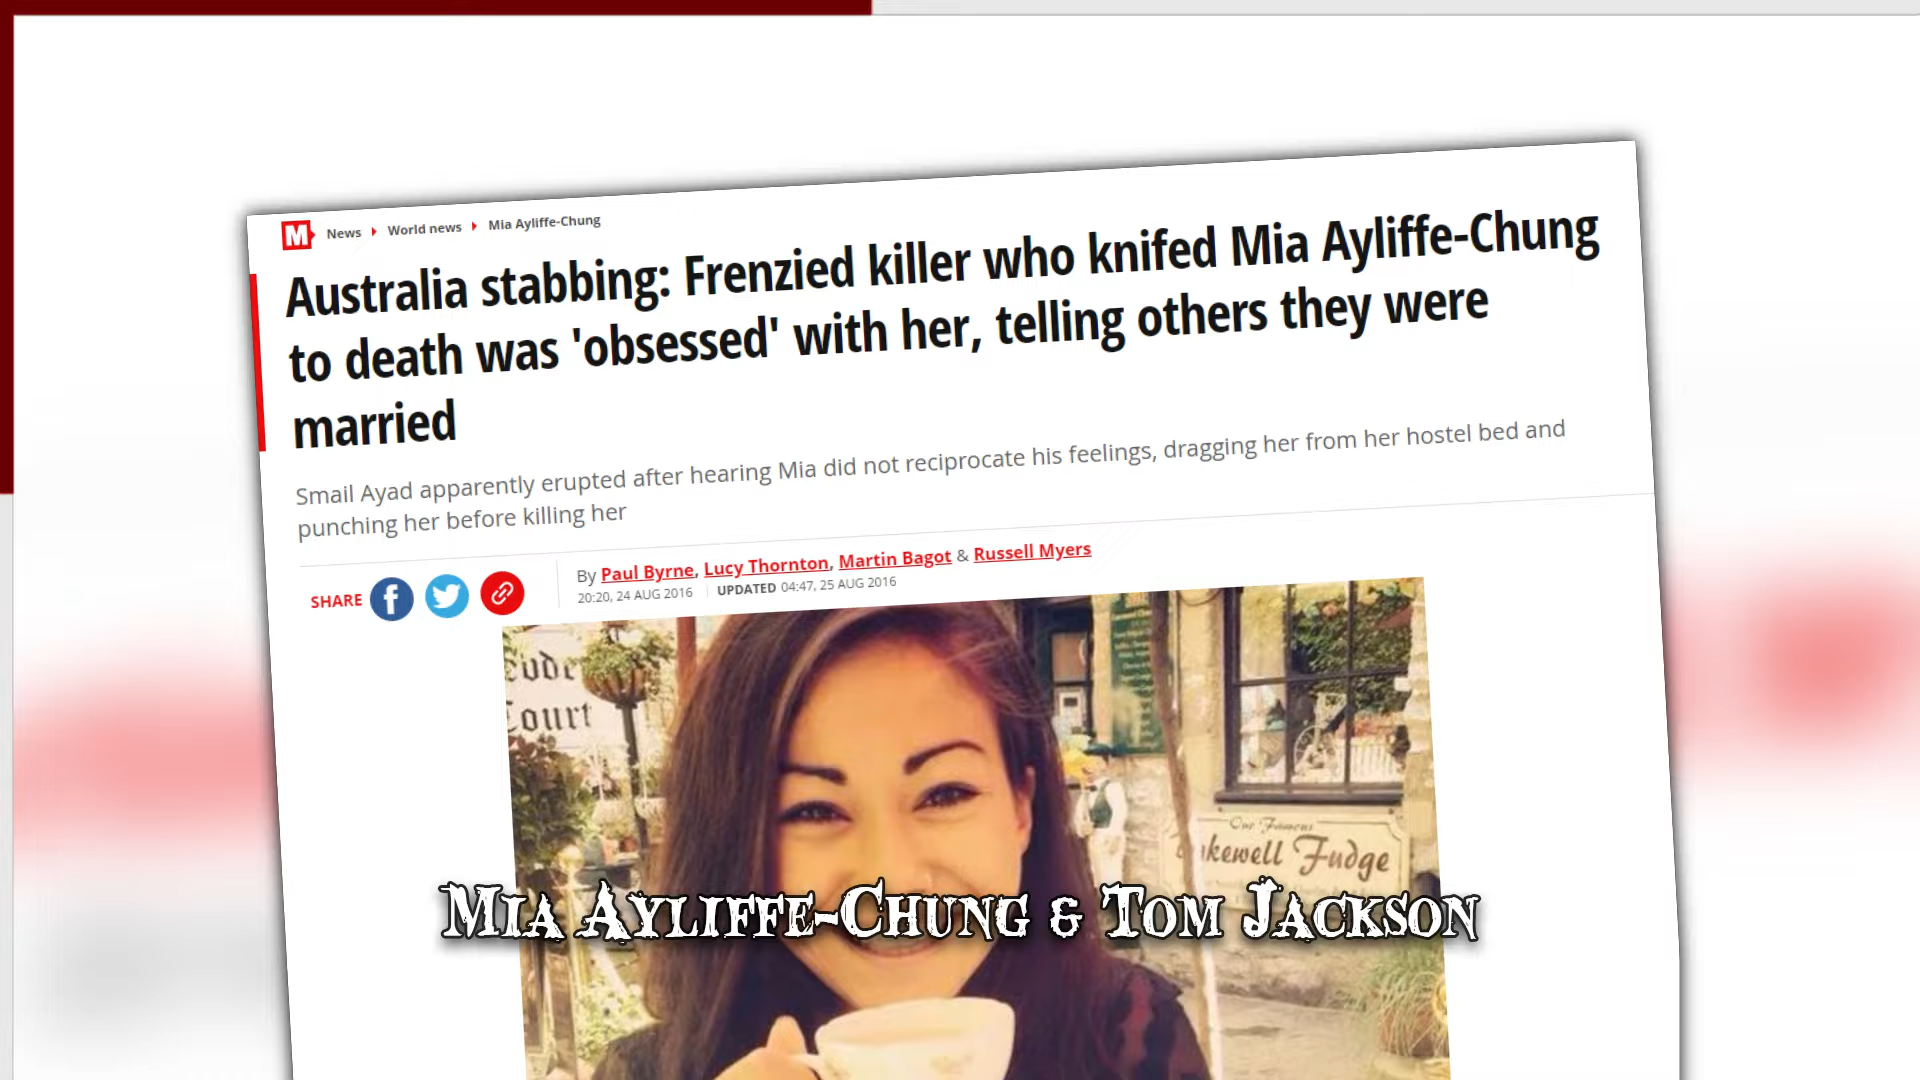 M News World news Mia Ayliffe-Chung
Australia stabbing: Frenzied killer who knifed Mia Ayliffe-Chung
to death was 'obsessed' with her, telling others they were
married
Smail Ayad apparently erupted after hearing Mia did not reciprocate his feelings, dragging her from her hostel bed and
punching her before killing her
SHARE
By Paul Byrne, Lucy Thornton, Martin Bagot & Russell Myers
20:20, 24 AUG 2016 UPDATED 04:47, 25 AUG 2016
Court
Our Famous
Fudge
Mia Ayliffe-Chung & Tom Jackson